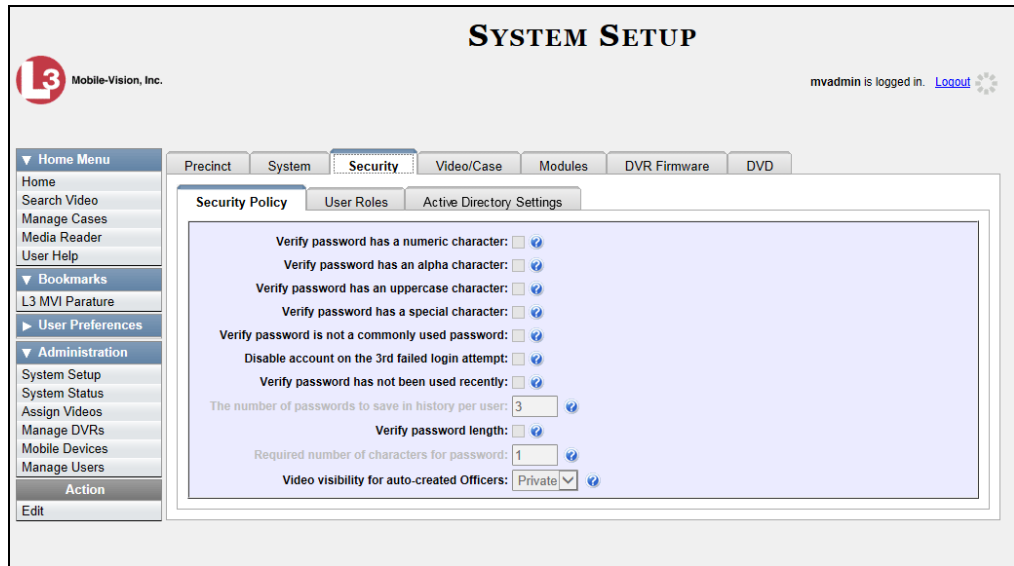 SYSTEM SETUP
L3 Mobile-Vision, Inc.
mvadmin is logged in. Logout
Home Menu
Home
Search Video
Manage Cases
Media Reader
User Help
Bookmarks
L3 MVI Parature
User Preferences
Administration
System Setup
System Status
Assign Videos
Manage DVRs
Mobile Devices
Manage Users
Action
Edit
Precinct System Security Video/Case Modules DVR Firmware DVD
Security Policy User Roles Active Directory Settings
Verify password has a numeric character: ?
Verify password has an alpha character: ?
Verify password has an uppercase character: ?
Verify password has a special character: ?
Verify password is not a commonly used password: ?
Disable account on the 3rd failed login attempt: ?
Verify password has not been used recently: ?
The number of passwords to save in history per user: 3 ?
Verify password length: ?
Required number of characters for password: 1 ?
Video visibility for auto-created Officers: Private ?